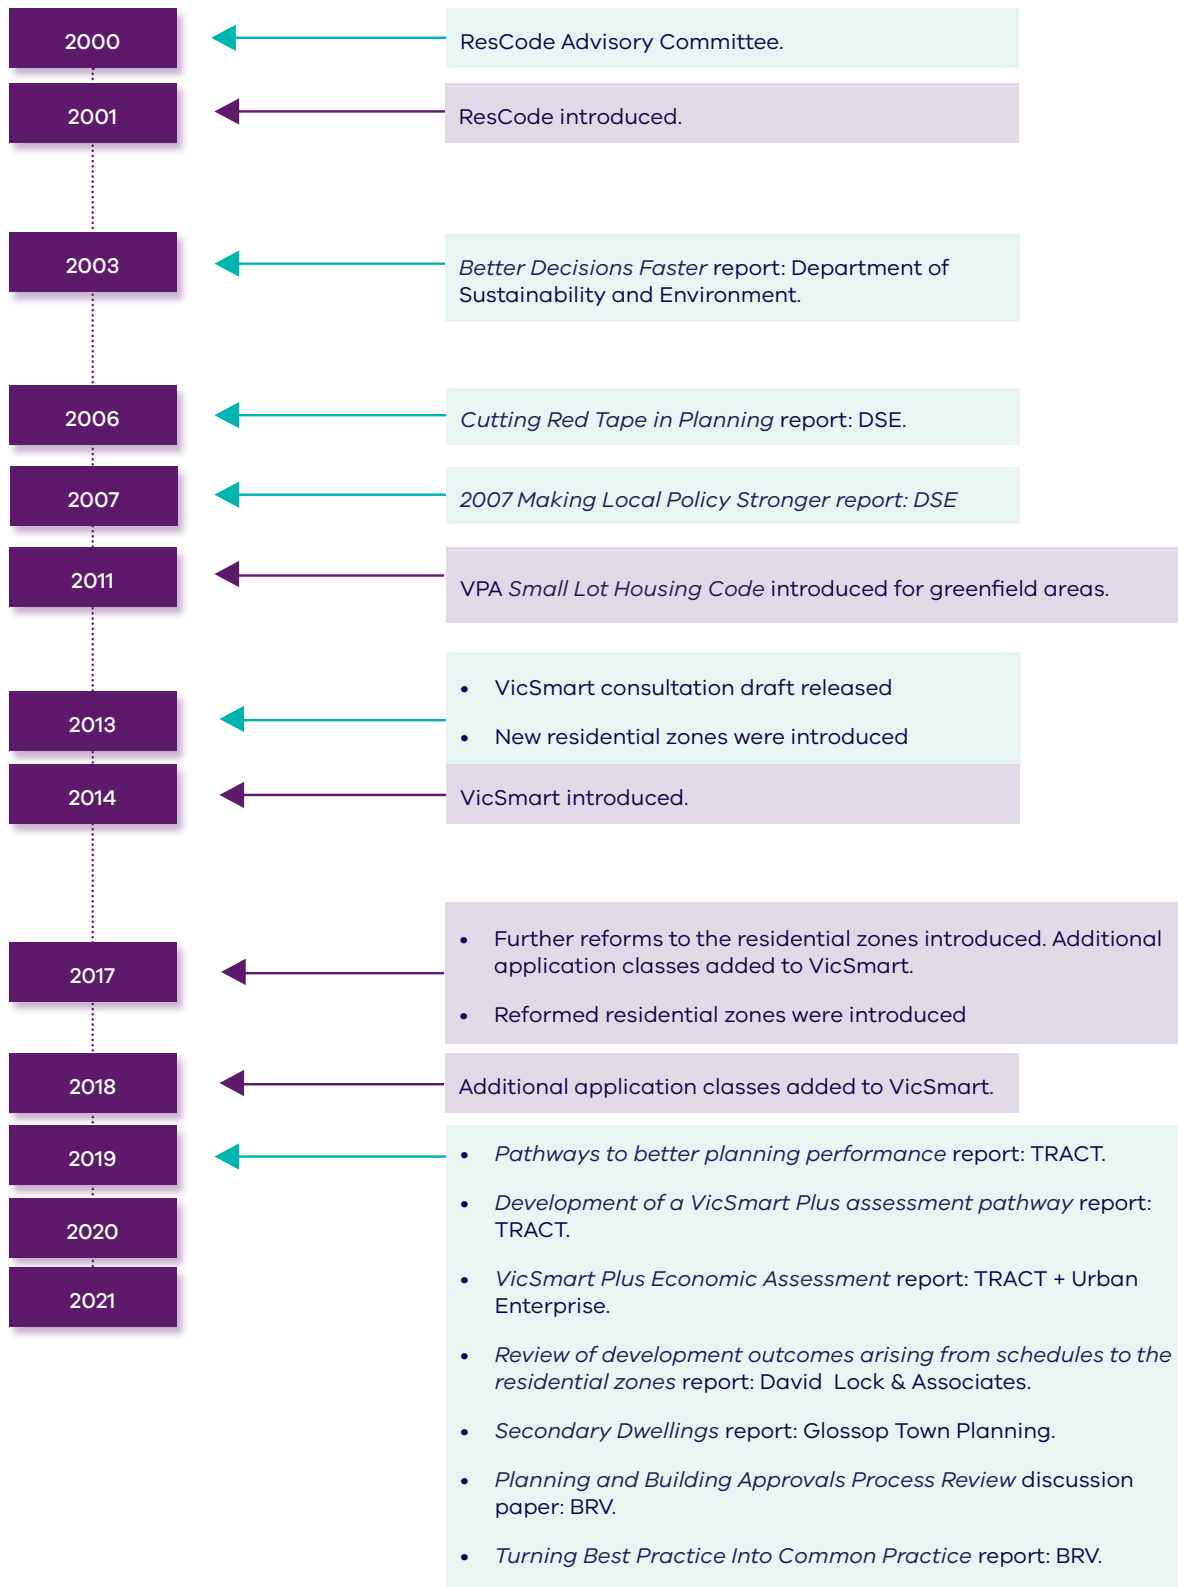 2000
ResCode Advisory Committee.
2001
ResCode introduced.
2003
Better Decisions Faster report: Department of
Sustainability and Environment.
2006
Cutting Red Tape in Planning report: DSE.
2007
2007 Making Local Policy Stronger report: DSE
2011
VPA Small Lot Housing Code introduced for greenfield areas.
2013
• VicSmart consultation draft released
• New residential zones were introduced
2014
VicSmart introduced.
2017
• Further reforms to the residential zones introduced. Additional
application classes added to VicSmart.
• Reformed residential zones were introduced
2018
Additional application classes added to VicSmart.
2019
2020
2021
• Pathways to better planning performance report: TRACT.
• Development of a VicSmart Plus assessment pathway report:
TRACT.
• VicSmart Plus Economic Assessment report: TRACT + Urban
Enterprise.
• Review of development outcomes arising from schedules to the
residential zones report: David Lock & Associates.
• Secondary Dwellings report: Glossop Town Planning.
• Planning and Building Approvals Process Review discussion
paper: BRV.
• Turning Best Practice Into Common Practice report: BRV.